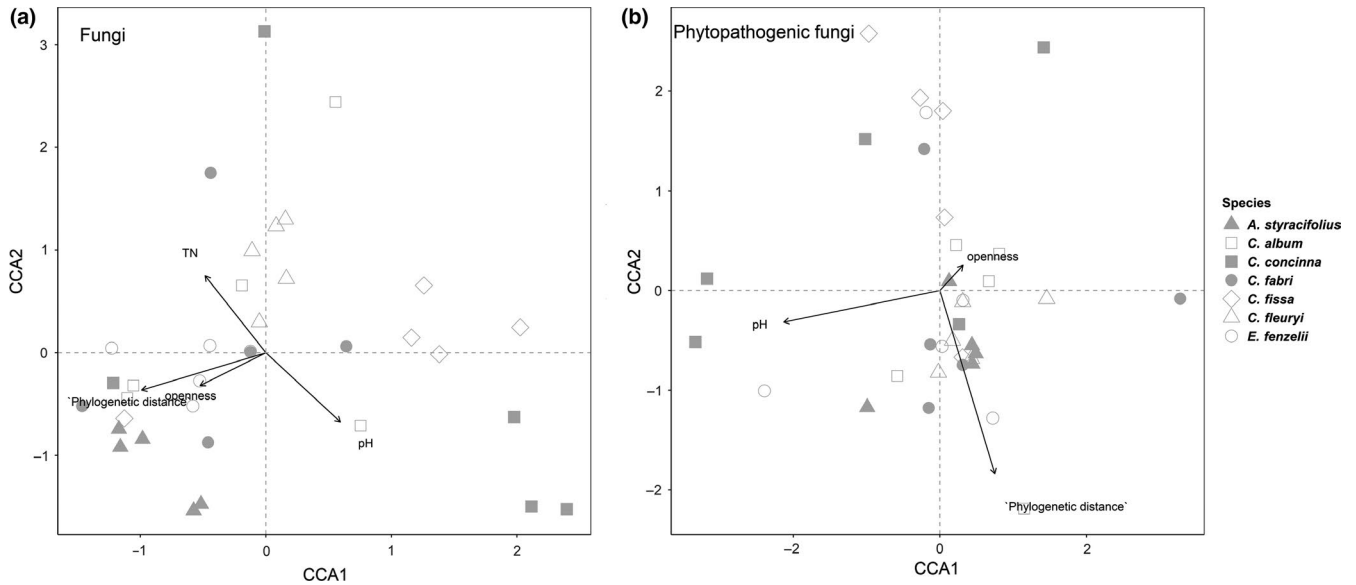 (a)
Fungi
3
2
1
0
−1
CCA2
TN
`Phylogenetic distance`
openness
pH
−1
0
1
2
CCA1
(b)
Phytopathogenic fungi
2
1
0
−1
−2
CCA2
openness
pH
`Phylogenetic distance`
−2
0
2
CCA1
Species
A. styracifolius
C. album
C. concinna
C. fabri
C. fissa
C. fleuryi
E. fenzelii